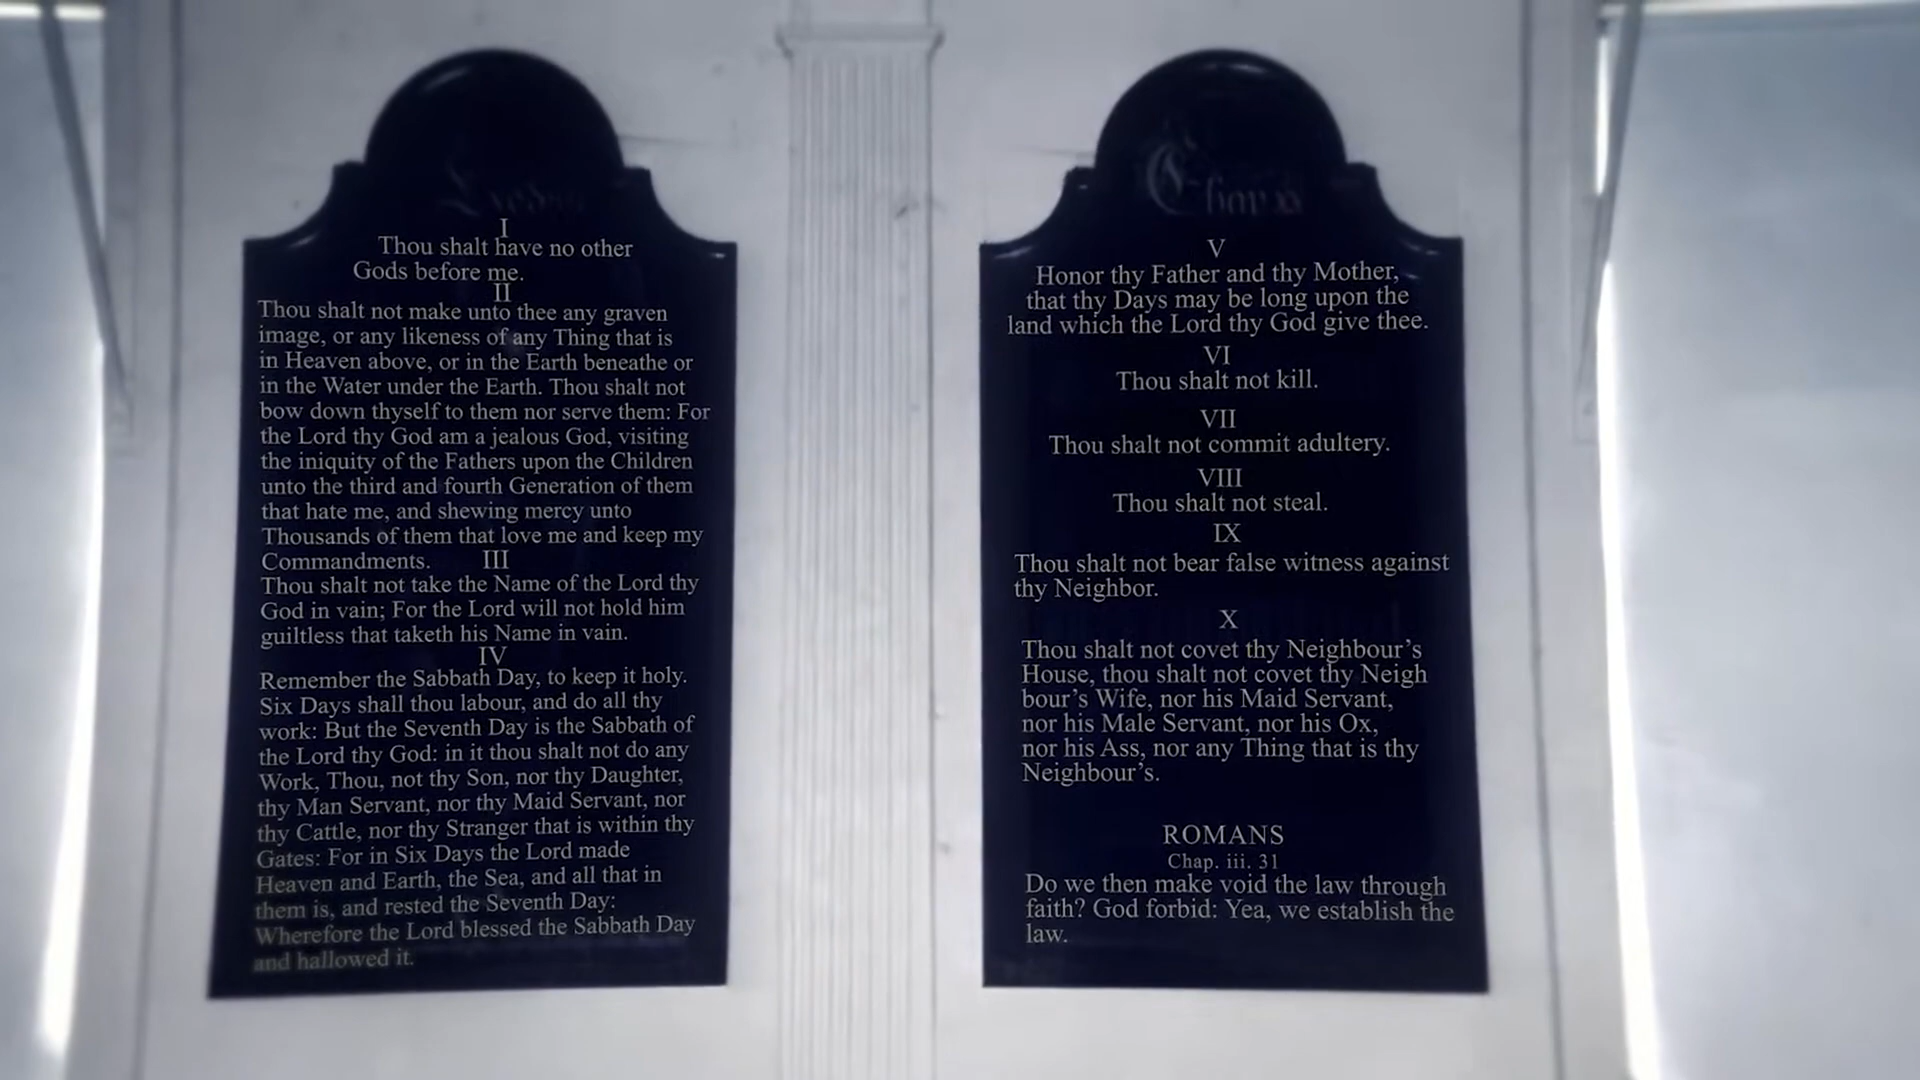 Exodus
I
Thou shalt have no other
Gods before me.
II
Thou shalt not make unto thee any graven
image, or any likeness of any Thing that is
in Heaven above, or in the Earth beneathe or
in the Water under the Earth. Thou shalt not
bow down thyself to them nor serve them: For
the Lord thy God am a jealous God, visiting
the iniquity of the Fathers upon the Children
unto the third and fourth Generation of them
that hate me, and shewing mercy unto
Thousands of them that love me and keep my
Commandments. III
Thou shalt not take the Name of the Lord thy
God in vain; For the Lord will not hold him
guiltless that taketh his Name in vain.
IV
Remember the Sabbath Day, to keep it holy.
Six Days shall thou labour, and do all thy
work: But the Seventh Day is the Sabbath of
the Lord thy God: in it thou shalt not do any
Work, Thou, not thy Son, nor thy Daughter,
thy Man Servant, nor thy Maid Servant, nor
thy Cattle, nor thy Stranger that is within thy
Gates: For in Six Days the Lord made
Heaven and Earth, the Sea, and all that in
them is, and rested the Seventh Day:
Wherefore the Lord blessed the Sabbath Day
and hallowed it.
Chap. xx
V
Honor thy Father and thy Mother,
that thy Days may be long upon the
land which the Lord thy God give thee.
VI
Thou shalt not kill.
VII
Thou shalt not commit adultery.
VIII
Thou shalt not steal.
IX
Thou shalt not bear false witness against
thy Neighbor.
X
Thou shalt not covet thy Neighbour's
House, thou shalt not covet thy Neigh
bour's Wife, nor his Maid Servant,
nor his Male Servant, nor his Ox,
nor his Ass, nor any Thing that is thy
Neighbour's.
ROMANS
Chap. iii. 31
Do we then make void the law through
faith? God forbid: Yea, we establish the
law.